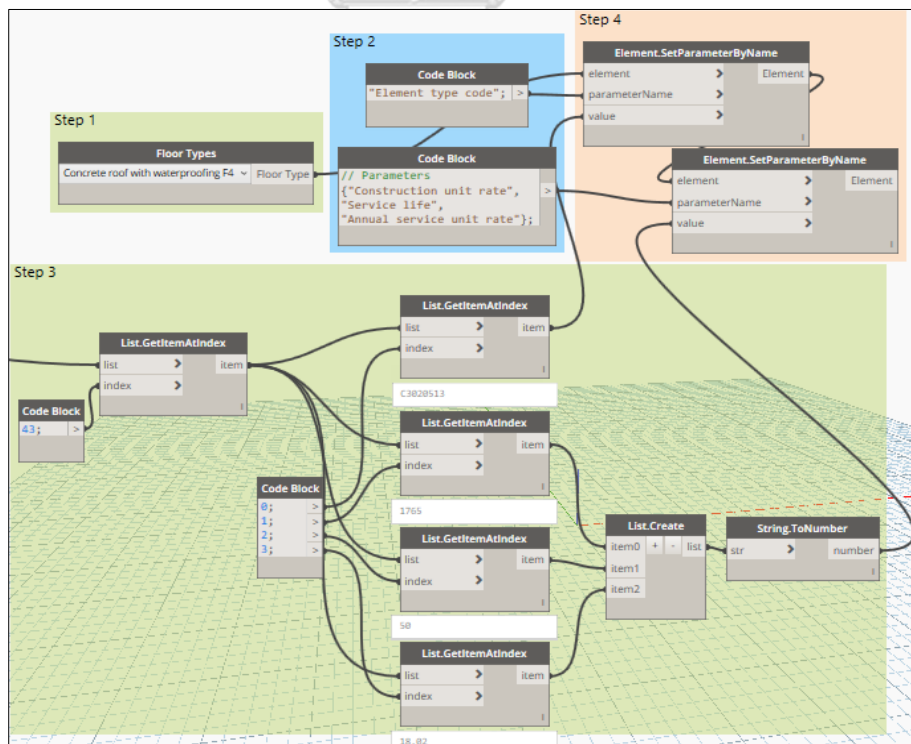 Step 4
Step 2
Element.SetParameterByName
Code Block
element > Element
"Element type code"; >
parameterName >
value >
Step 1
Floor Types
Concrete roof with waterproofing F4 Floor Type
Code Block
// Parameters
{"Construction unit rate",
"Service life",
"Annual service unit rate"};
>
Element.SetParameterByName
element > Element
parameterName >
value >
Step 3
List.GetItemAtIndex
list > item
index >
Code Block
43; >
List.GetItemAtIndex
list > item
index >
C3020513
List.GetItemAtIndex
list > item
index >
1765
Code Block
0; >
1; >
2; >
3; >
List.GetItemAtIndex
list > item
index >
50
List.GetItemAtIndex
list > item
index >
18.02
List.Create
item0 + - list
item1
item2
String.ToNumber
str > number